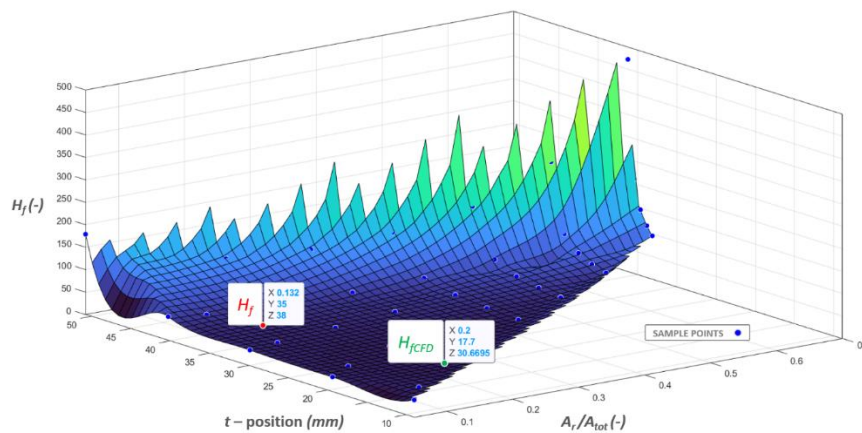 500
450
400
350
300
250
200
150
100
50
0
H_f (-)
H_f
X 0.132
Y 35
Z 38
H_fCFD
X 0.2
Y 17.7
Z 30.6695
SAMPLE POINTS
50
45
40
35
30
25
20
15
10
t – position (mm)
0.1
0.2
0.3
0.4
0.5
0.6
A_r/A_tot (-)